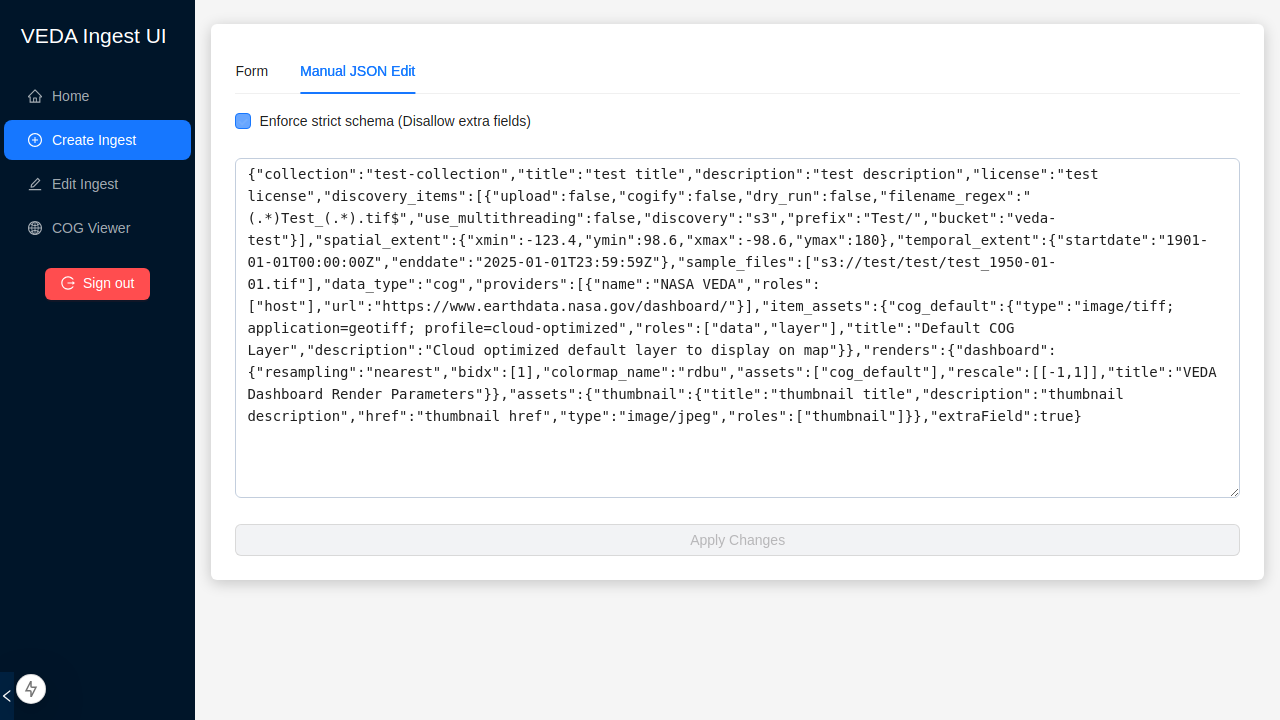 VEDA Ingest UI
Home
Create Ingest
Edit Ingest
COG Viewer
Sign out
Form
Manual JSON Edit
Enforce strict schema (Disallow extra fields)
{"collection":"test-collection","title":"test title","description":"test description","license":"test
license","discovery_items":[{"upload":false,"cogify":false,"dry_run":false,"filename_regex":"
(.*)Test_(.*).tif$","use_multithreading":false,"discovery":"s3","prefix":"Test/","bucket":"veda-
test"}],"spatial_extent":{"xmin":-123.4,"ymin":98.6,"xmax":-98.6,"ymax":180},"temporal_extent":{"startdate":"1901-
01-01T00:00:00Z","enddate":"2025-01-01T23:59:59Z"},"sample_files":["s3://test/test/test_1950-01-
01.tif"],"data_type":"cog","providers":[{"name":"NASA VEDA","roles":
["host"],"url":"https://www.earthdata.nasa.gov/dashboard/"}],"item_assets":{"cog_default":{"type":"image/tiff;
application=geotiff; profile=cloud-optimized","roles":["data","layer"],"title":"Default COG
Layer","description":"Cloud optimized default layer to display on map"}},"renders":{"dashboard":
{"resampling":"nearest","bidx":[1],"colormap_name":"rdbu","assets":["cog_default"],"rescale":[[-1,1]],"title":"VEDA
Dashboard Render Parameters"}},"assets":{"thumbnail":{"title":"thumbnail title","description":"thumbnail
description","href":"thumbnail href","type":"image/jpeg","roles":["thumbnail"]}},"extraField":true}
Apply Changes